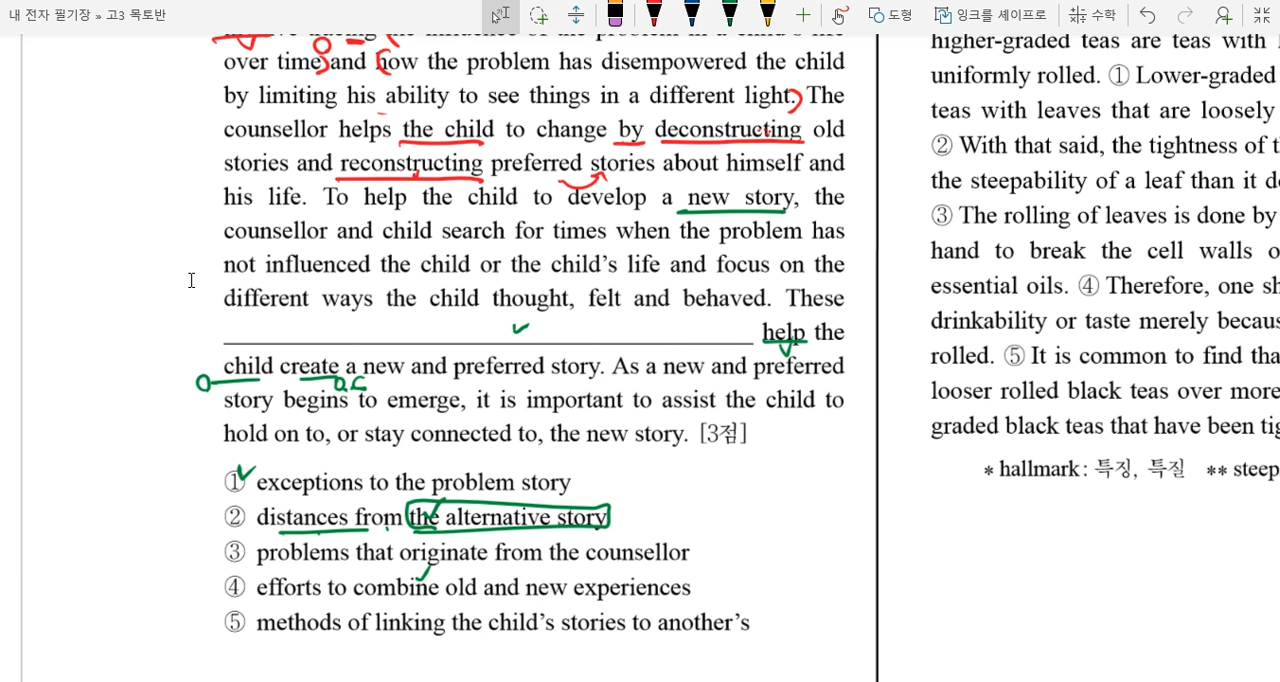 내 전자 필기장 » 고3 목토반
도형
잉크를 셰이프로
수학
over time and how the problem has disempowered the child
by limiting his ability to see things in a different light. The
counsellor helps the child to change by deconstructing old
stories and reconstructing preferred stories about himself and
his life. To help the child to develop a new story, the
counsellor and child search for times when the problem has
not influenced the child or the child's life and focus on the
different ways the child thought, felt and behaved. These
help the
child create a new and preferred story. As a new and preferred
O
O.C
story begins to emerge, it is important to assist the child to
hold on to, or stay connected to, the new story. [3점]
① exceptions to the problem story
② distances from the alternative story
③ problems that originate from the counsellor
④ efforts to combine old and new experiences
⑤ methods of linking the child's stories to another's
higher-graded teas are teas with
uniformly rolled. ① Lower-graded
teas with leaves that are loosely
② With that said, the tightness of
the steepability of a leaf than it
③ The rolling of leaves is done by
hand to break the cell walls
essential oils. ④ Therefore, one
drinkability or taste merely
rolled. ⑤ It is common to find
looser rolled black teas over more
graded black teas that have been
* hallmark: 특징, 특질 ** steep